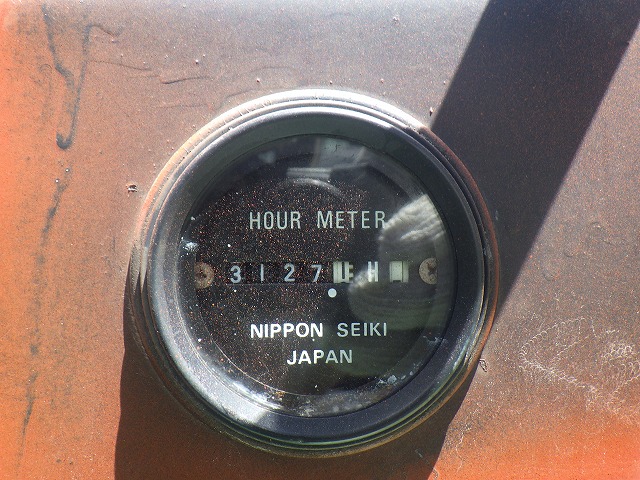 HOUR METER
3127 H
NIPPON SEIKI
JAPAN